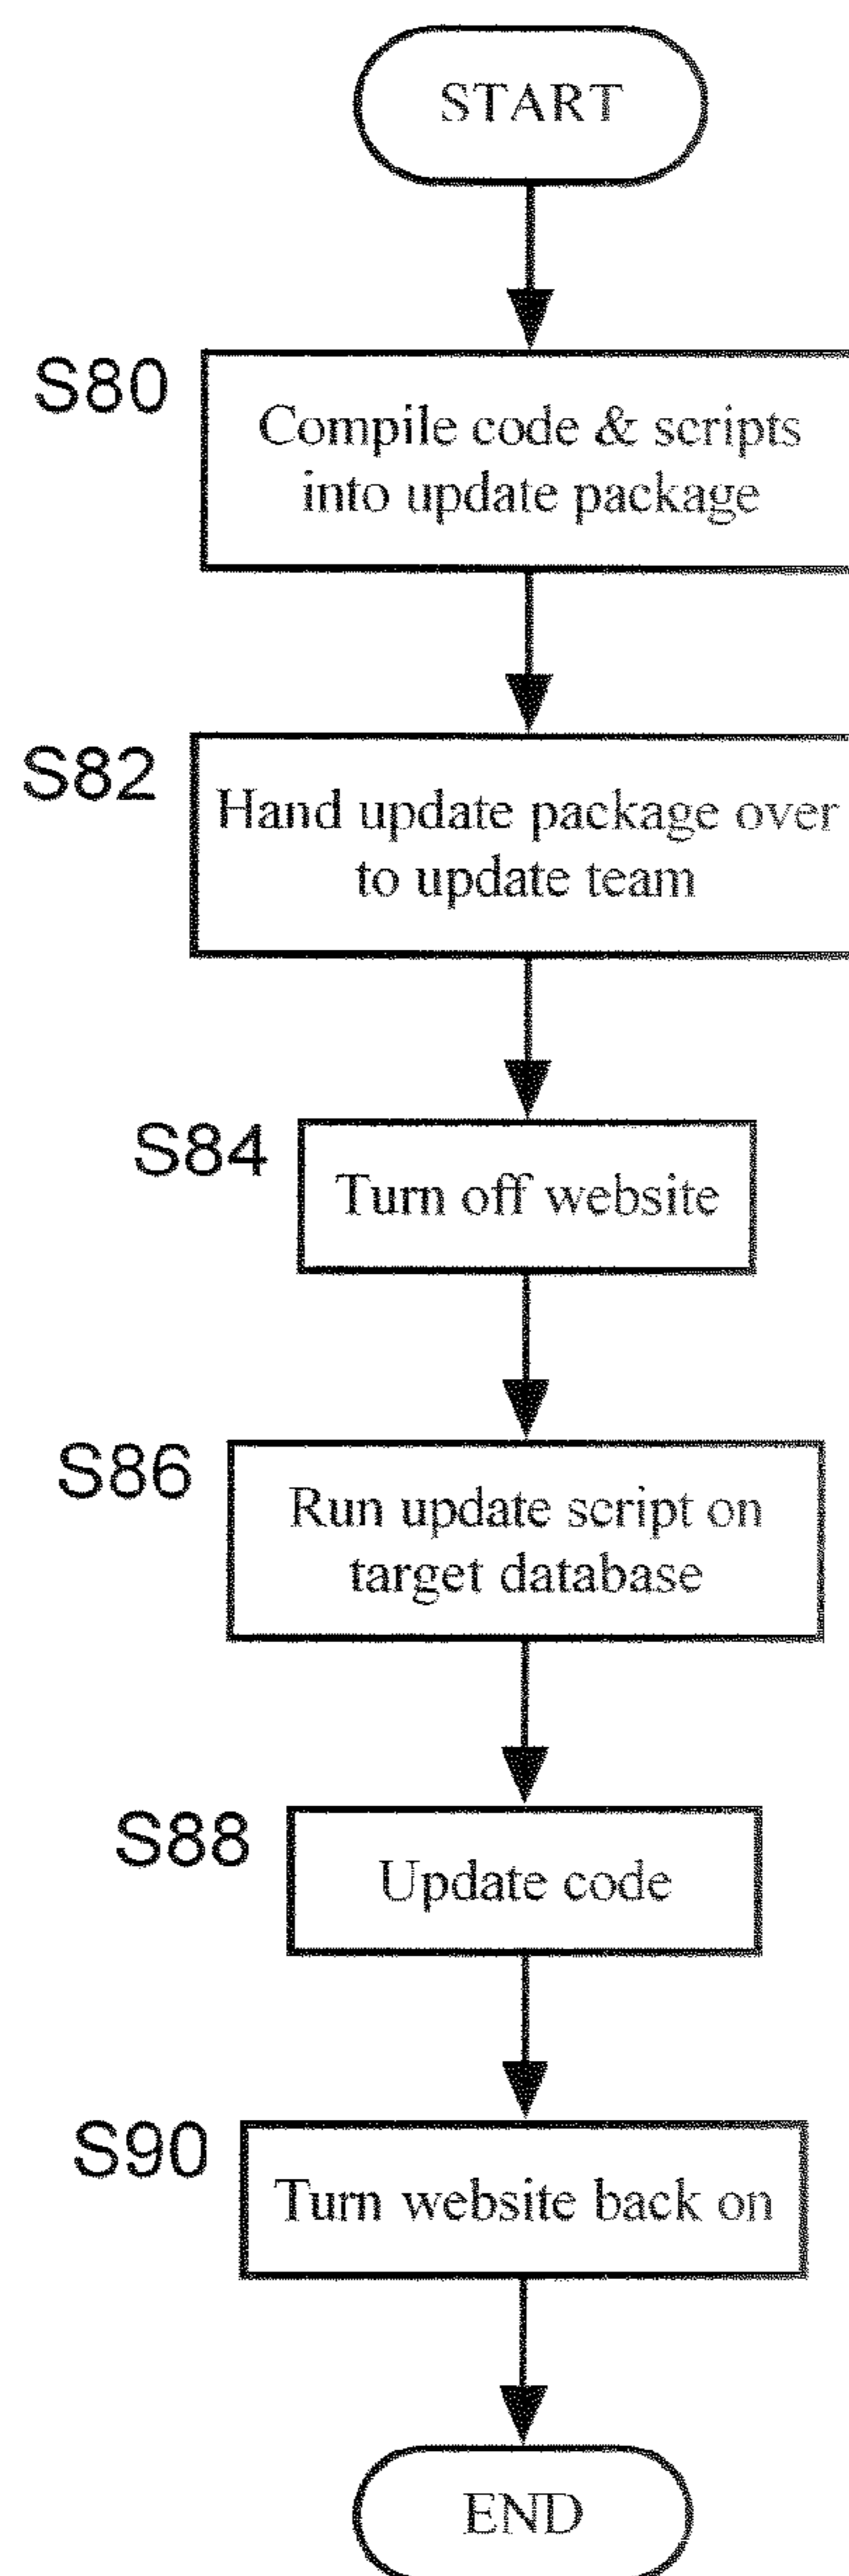 START
S80
Compile code & scripts
into update package
S82
Hand update package over
to update team
S84
Turn off website
S86
Run update script on
target database
S88
Update code
S90
Turn website back on
END